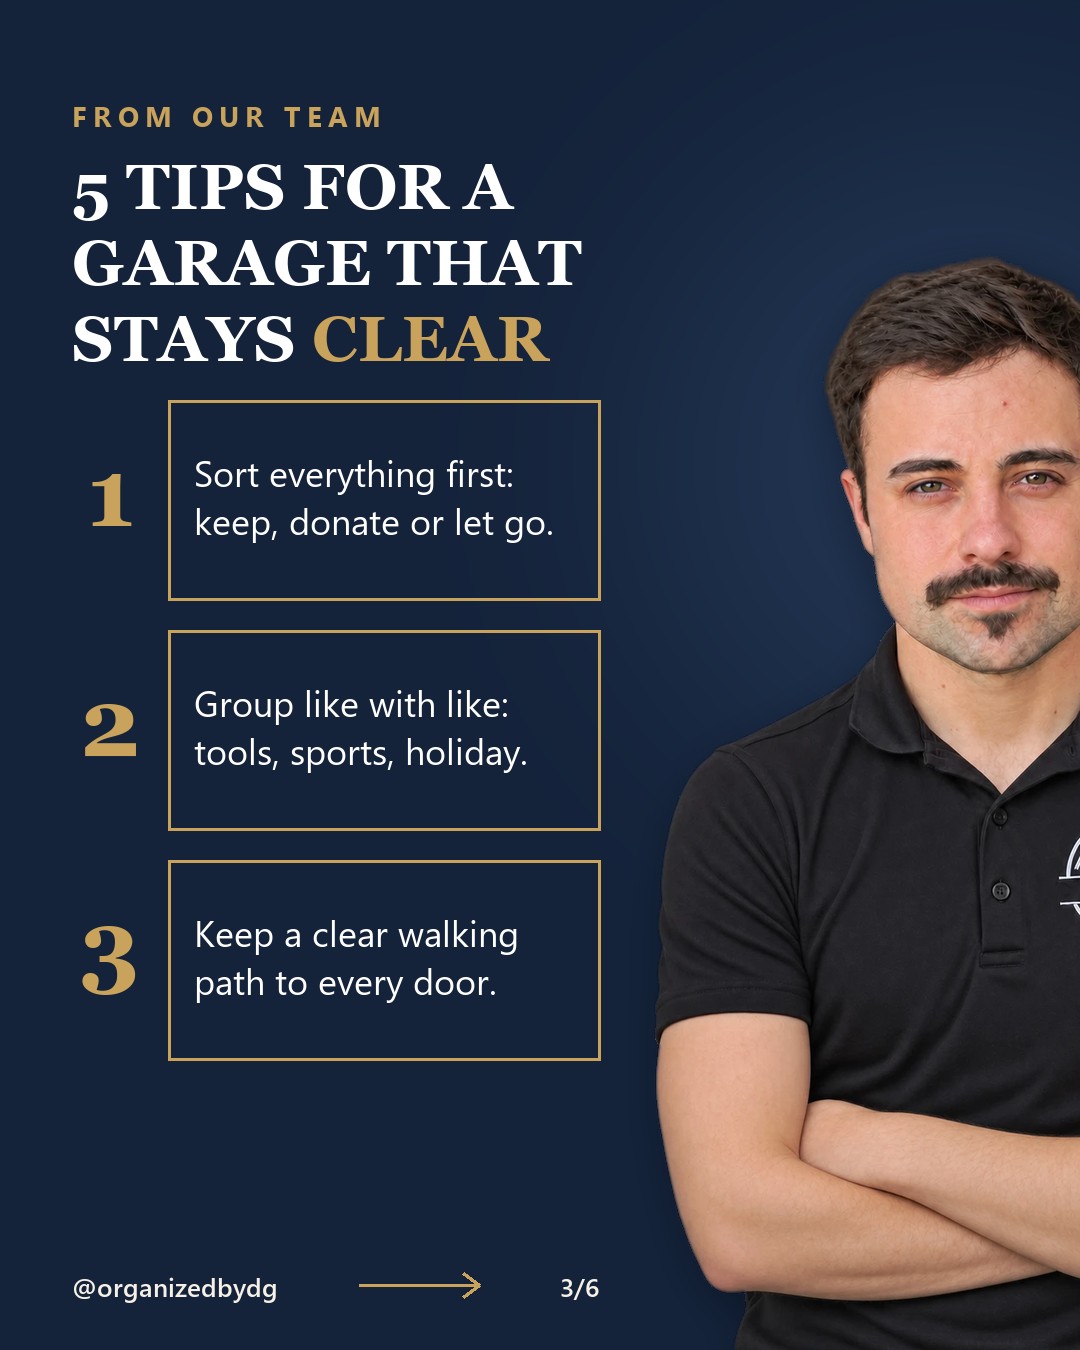 FROM OUR TEAM
5 TIPS FOR A
GARAGE THAT
STAYS CLEAR
1
Sort everything first:
keep, donate or let go.
2
Group like with like:
tools, sports, holiday.
3
Keep a clear walking
path to every door.
@organizedbydg
3/6